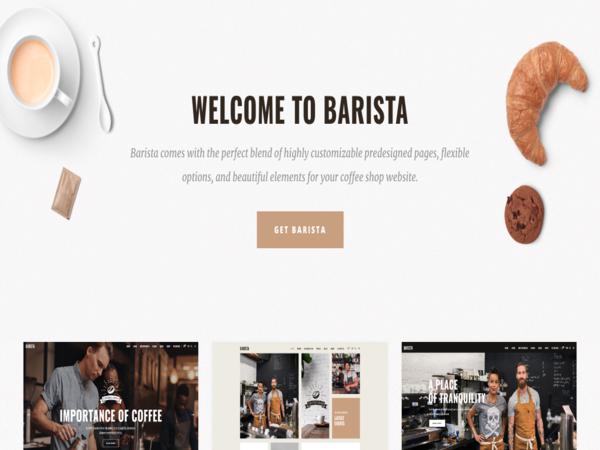 WELCOME TO BARISTA
Barista comes with the perfect blend of highly customizable predesigned pages, flexible
options, and beautiful elements for your coffee shop website.
GET BARISTA
BARISTA
IMPORTANCE OF COFFEE
BARISTA
BARISTA
A PLACE
OF TRANQUILITY